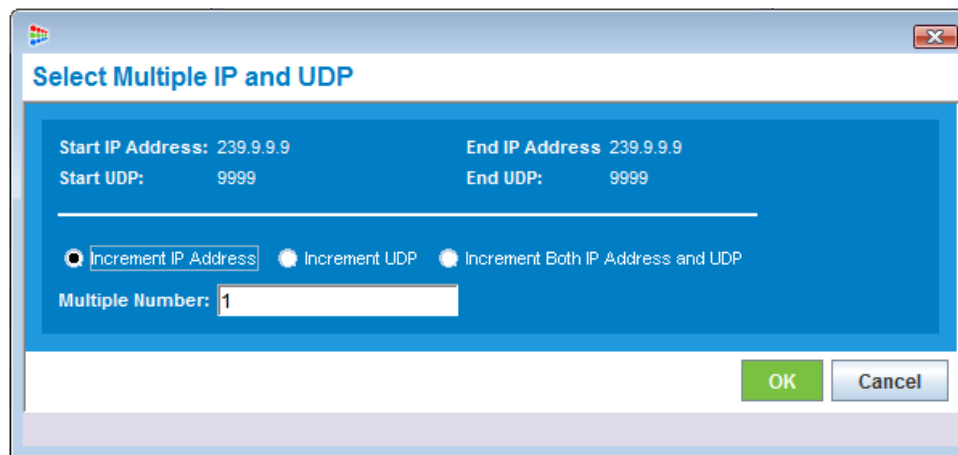 Select Multiple IP and UDP
Start IP Address: 239.9.9.9 End IP Address 239.9.9.9
Start UDP: 9999 End UDP: 9999
Increment IP Address Increment UDP Increment Both IP Address and UDP
Multiple Number: 1
OK Cancel